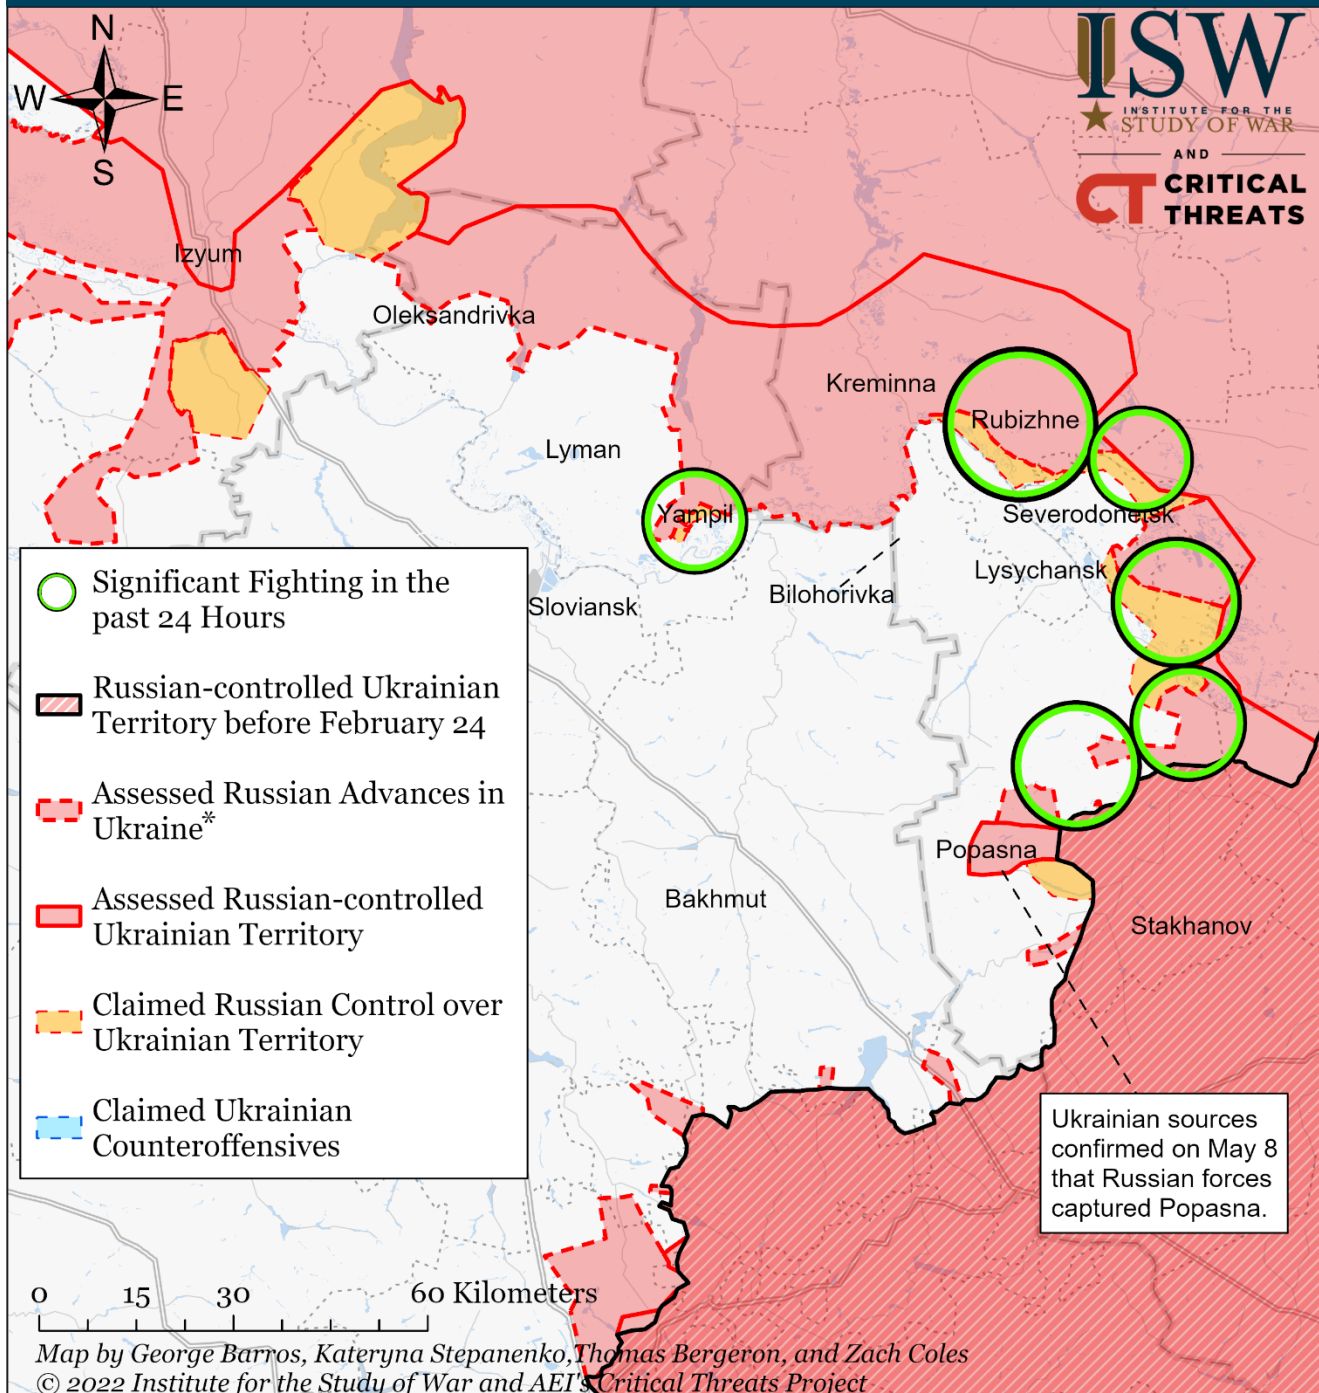 N
W E
S
ISW
INSTITUTE FOR THE
STUDY OF WAR
AND
CT CRITICAL
THREATS
Izyum
Oleksandrivka
Kreminna
Rubizhne
Lyman
Yampil
Severodonetsk
Lysychansk
Bilohorivka
Sloviansk
Popasna
Bakhmut
Stakhanov
Significant Fighting in the
past 24 Hours
Russian-controlled Ukrainian
Territory before February 24
Assessed Russian Advances in
Ukraine*
Assessed Russian-controlled
Ukrainian Territory
Claimed Russian Control over
Ukrainian Territory
Claimed Ukrainian
Counteroffensives
Ukrainian sources
confirmed on May 8
that Russian forces
captured Popasna.
0 15 30 60 Kilometers
Map by George Barros, Kateryna Stepanenko, Thomas Bergeron, and Zach Coles
© 2022 Institute for the Study of War and AEI's Critical Threats Project